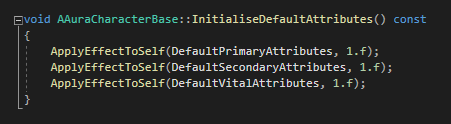 void AAuraCharacterBase::InitialiseDefaultAttributes() const
{
    ApplyEffectToSelf(DefaultPrimaryAttributes, 1.f);
    ApplyEffectToSelf(DefaultSecondaryAttributes, 1.f);
    ApplyEffectToSelf(DefaultVitalAttributes, 1.f);
}